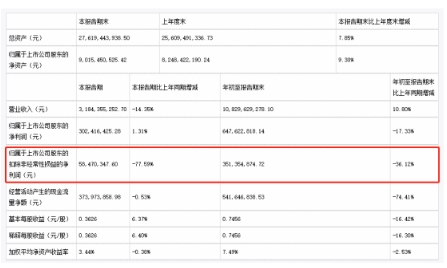 本报告期末 上年度末 本报告期末比上年度末增减
总资产（元） 27,619,443,938.50 25,609,491,336.73 7.85%
归属于上市公司股东的
净资产（元） 9,015,450,525.42 8,248,422,190.24 9.30%
本报告期 本报告期比上年同期增减 年初至报告期末 年初至报告期末
比上年同期增减
营业收入（元） 3,184,355,252.70 -14.35% 10,829,629,278.10 10.80%
归属于上市公司股东的
净利润（元） 302,416,425.28 1.31% 647,622,818.14 -17.33%
归属于上市公司股东的
扣除非经常性损益的净
利润（元） 56,470,347.60 -77.59% 351,354,874.72 -36.12%
经营活动产生的现金流
量净额（元） 373,973,858.98 -0.53% 541,646,838.53 -74.41%
基本每股收益（元/股） 0.3626 6.37% 0.7456 -16.42%
稀释每股收益（元/股） 0.3626 6.40% 0.7456 -16.30%
加权平均净资产收益率 3.44% -0.30% 7.49% -2.53%